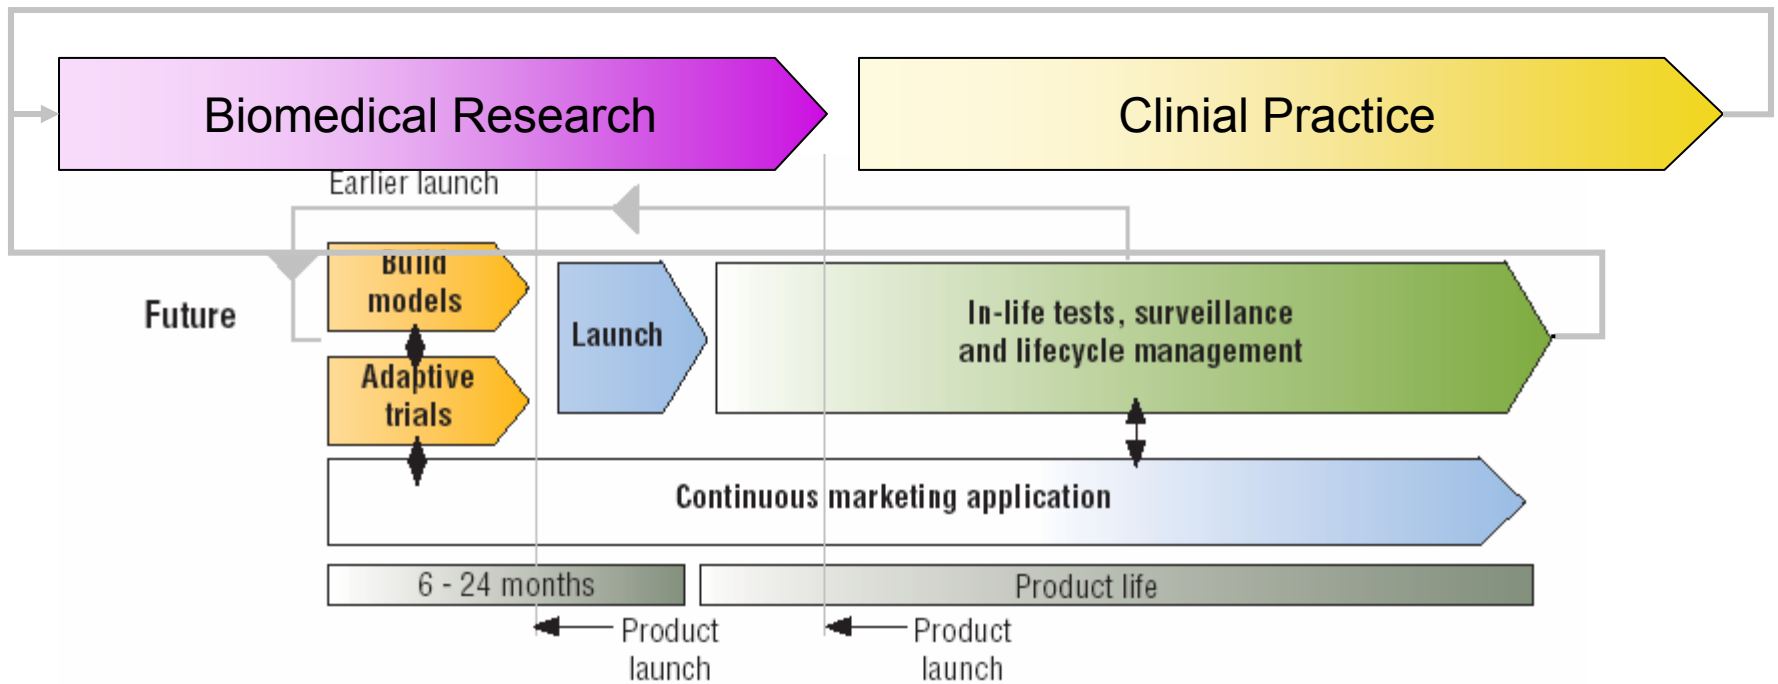 Biomedical Research
Clinial Practice
Earlier launch
Build
models
Future
Launch
In-life tests, surveillance
and lifecycle management
Adaptive
trials
Continuous marketing application
6 - 24 months
Product life
Product
launch
Product
launch